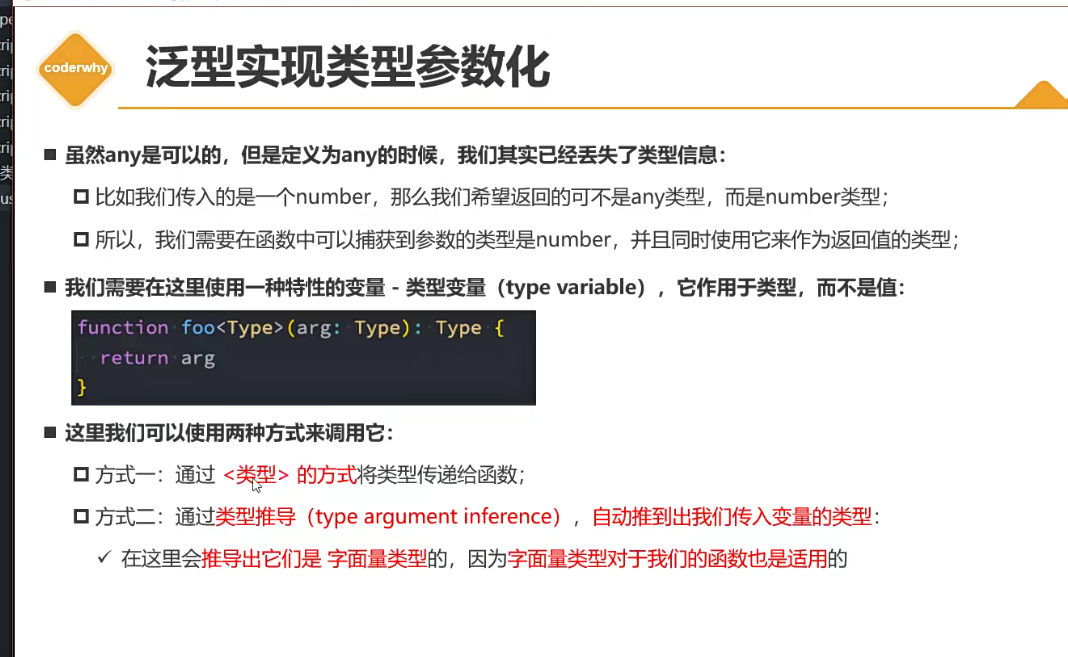 coderwhy
泛型实现类型参数化
虽然any是可以的，但是定义为any的时候，我们其实已经丢失了类型信息：
比如我们传入的是一个number，那么我们希望返回的可不是any类型，而是number类型；
所以，我们需要在函数中可以捕获到参数的类型是number，并且同时使用它来作为返回值的类型；
我们需要在这里使用一种特性的变量 - 类型变量（type variable），它作用于类型，而不是值：
function foo<Type>(arg: Type): Type {
return arg
}
这里我们可以使用两种方式来调用它：
方式一：通过 <类型> 的方式将类型传递给函数；
方式二：通过类型推导（type argument inference），自动推到出我们传入变量的类型：
✓ 在这里会推导出它们是 字面量类型的，因为字面量类型对于我们的函数也是适用的